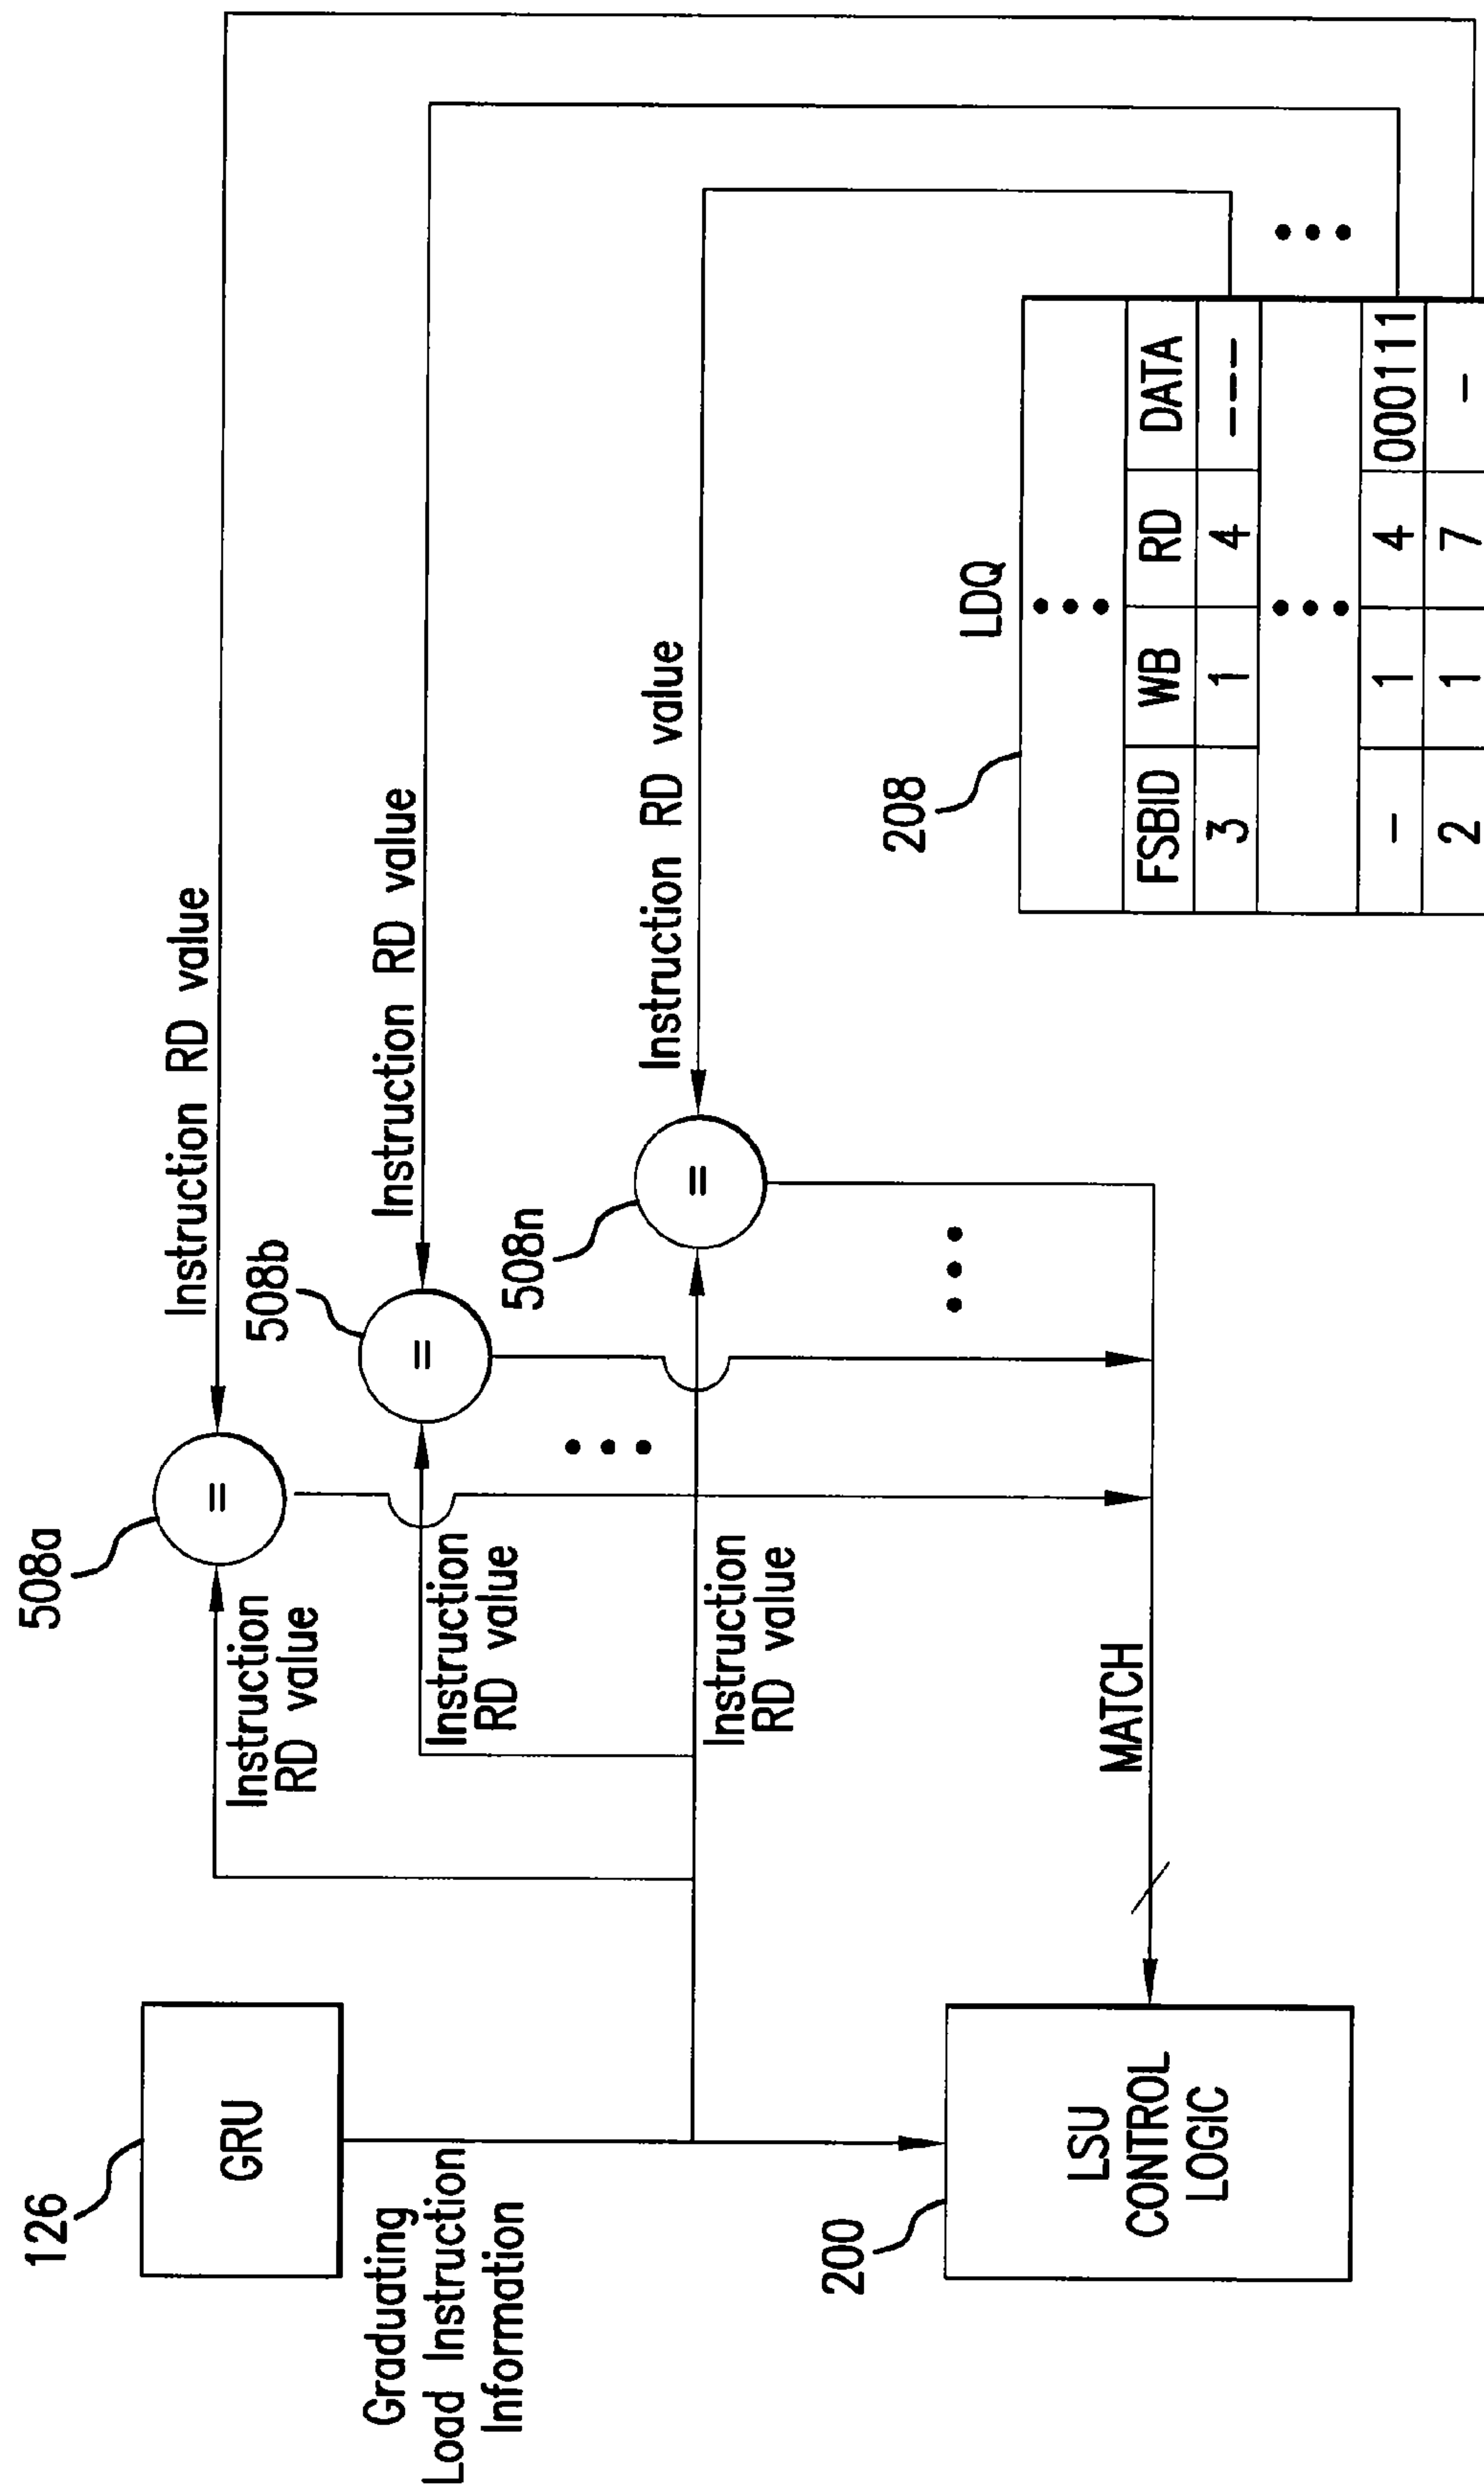 126
GRU
Graduating
Load Instruction
Information
200
LSU
CONTROL
LOGIC
508a
=
Instruction
RD value
Instruction RD value
508b
=
Instruction
RD value
Instruction RD value
508n
=
Instruction
RD value
Instruction RD value
MATCH
208
LDQ
FSBID WB RD DATA
3 1 4 ---
- 1 4 000111
2 1 7 -